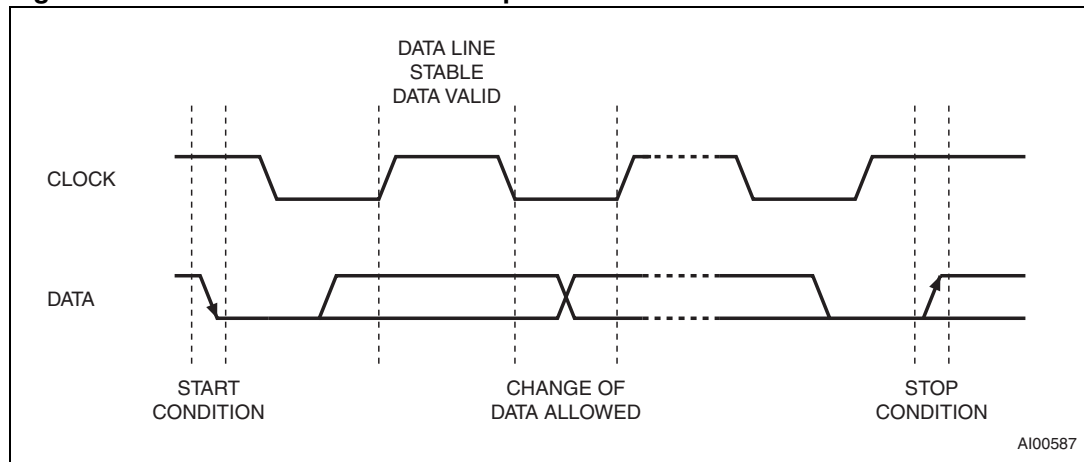 DATA LINE
STABLE
DATA VALID
CLOCK
DATA
START
CONDITION
CHANGE OF
DATA ALLOWED
STOP
CONDITION
AI00587